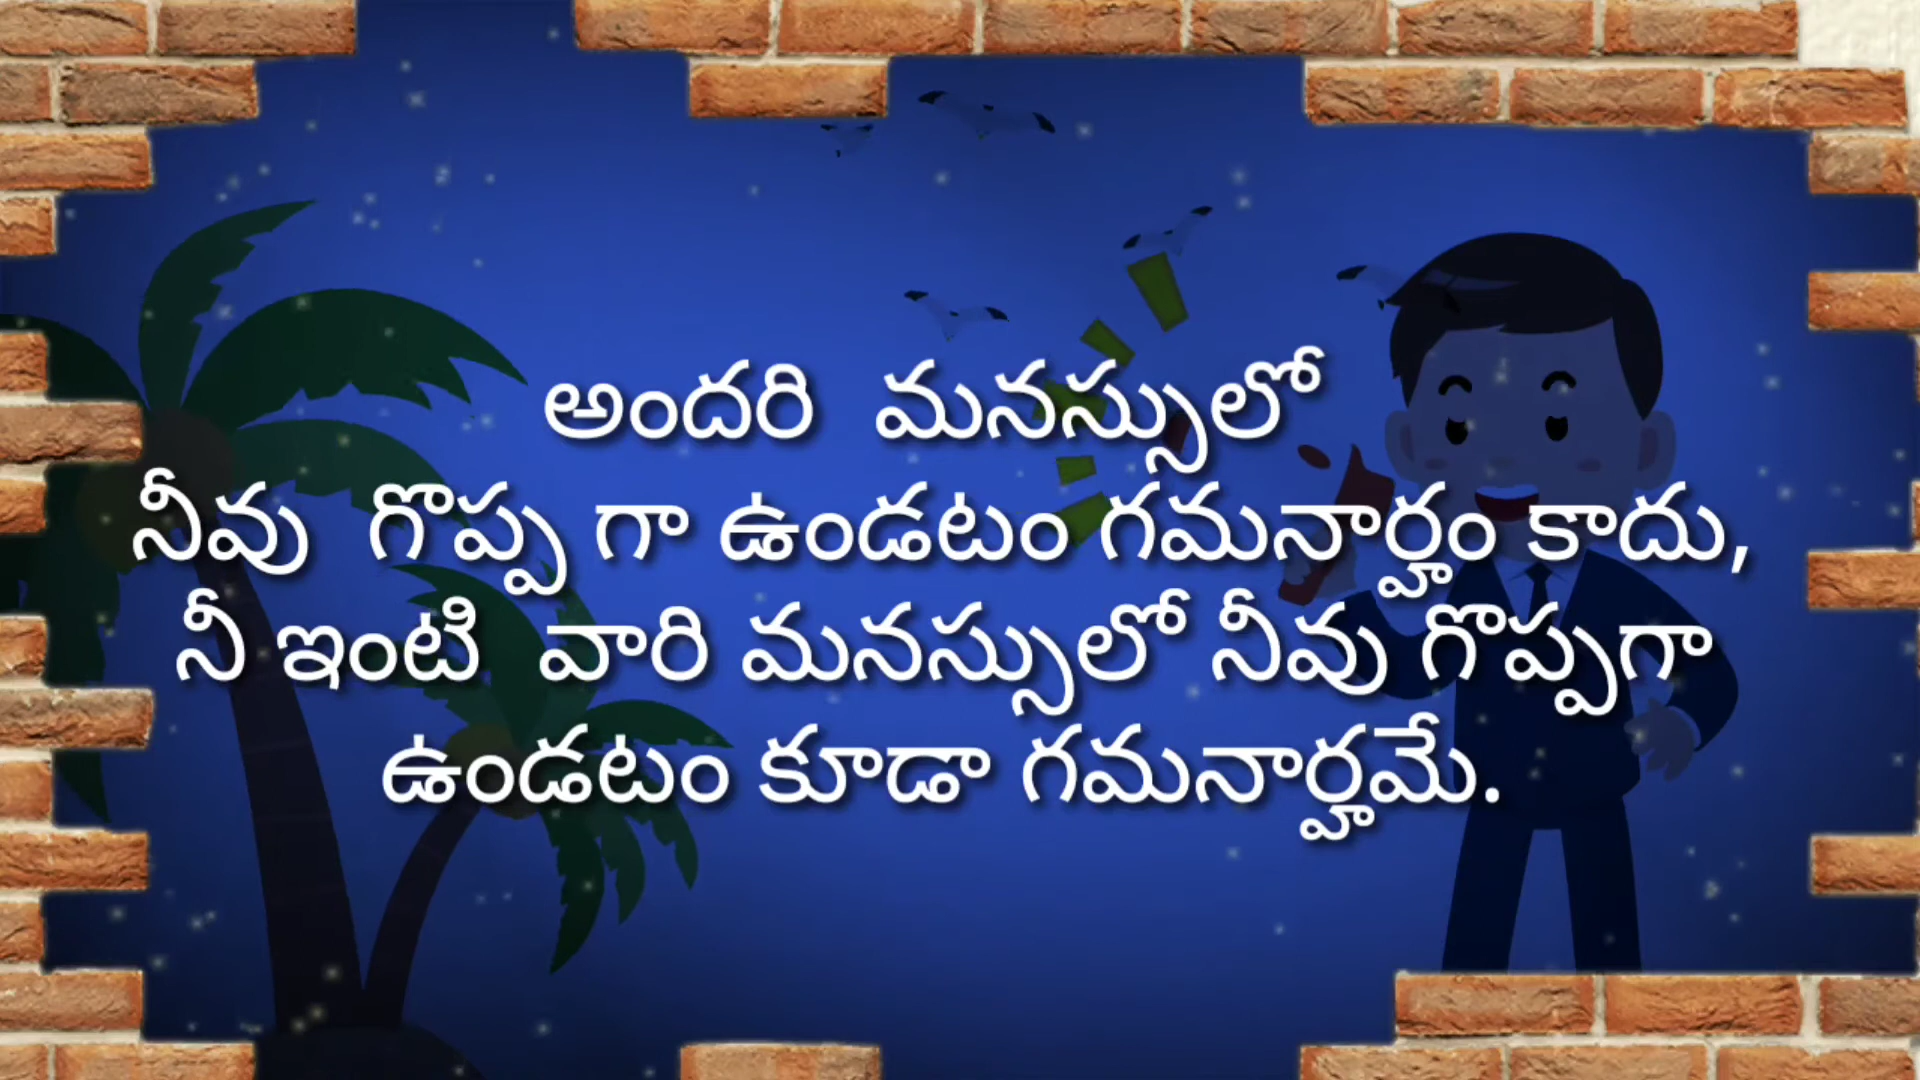 అందరి మనస్సులో
నీవు గొప్ప గా ఉండటం గమనార్హం కాదు,
నీ ఇంటి వారి మనస్సులో నీవు గొప్పగా
ఉండటం కూడా గమనార్హమే.